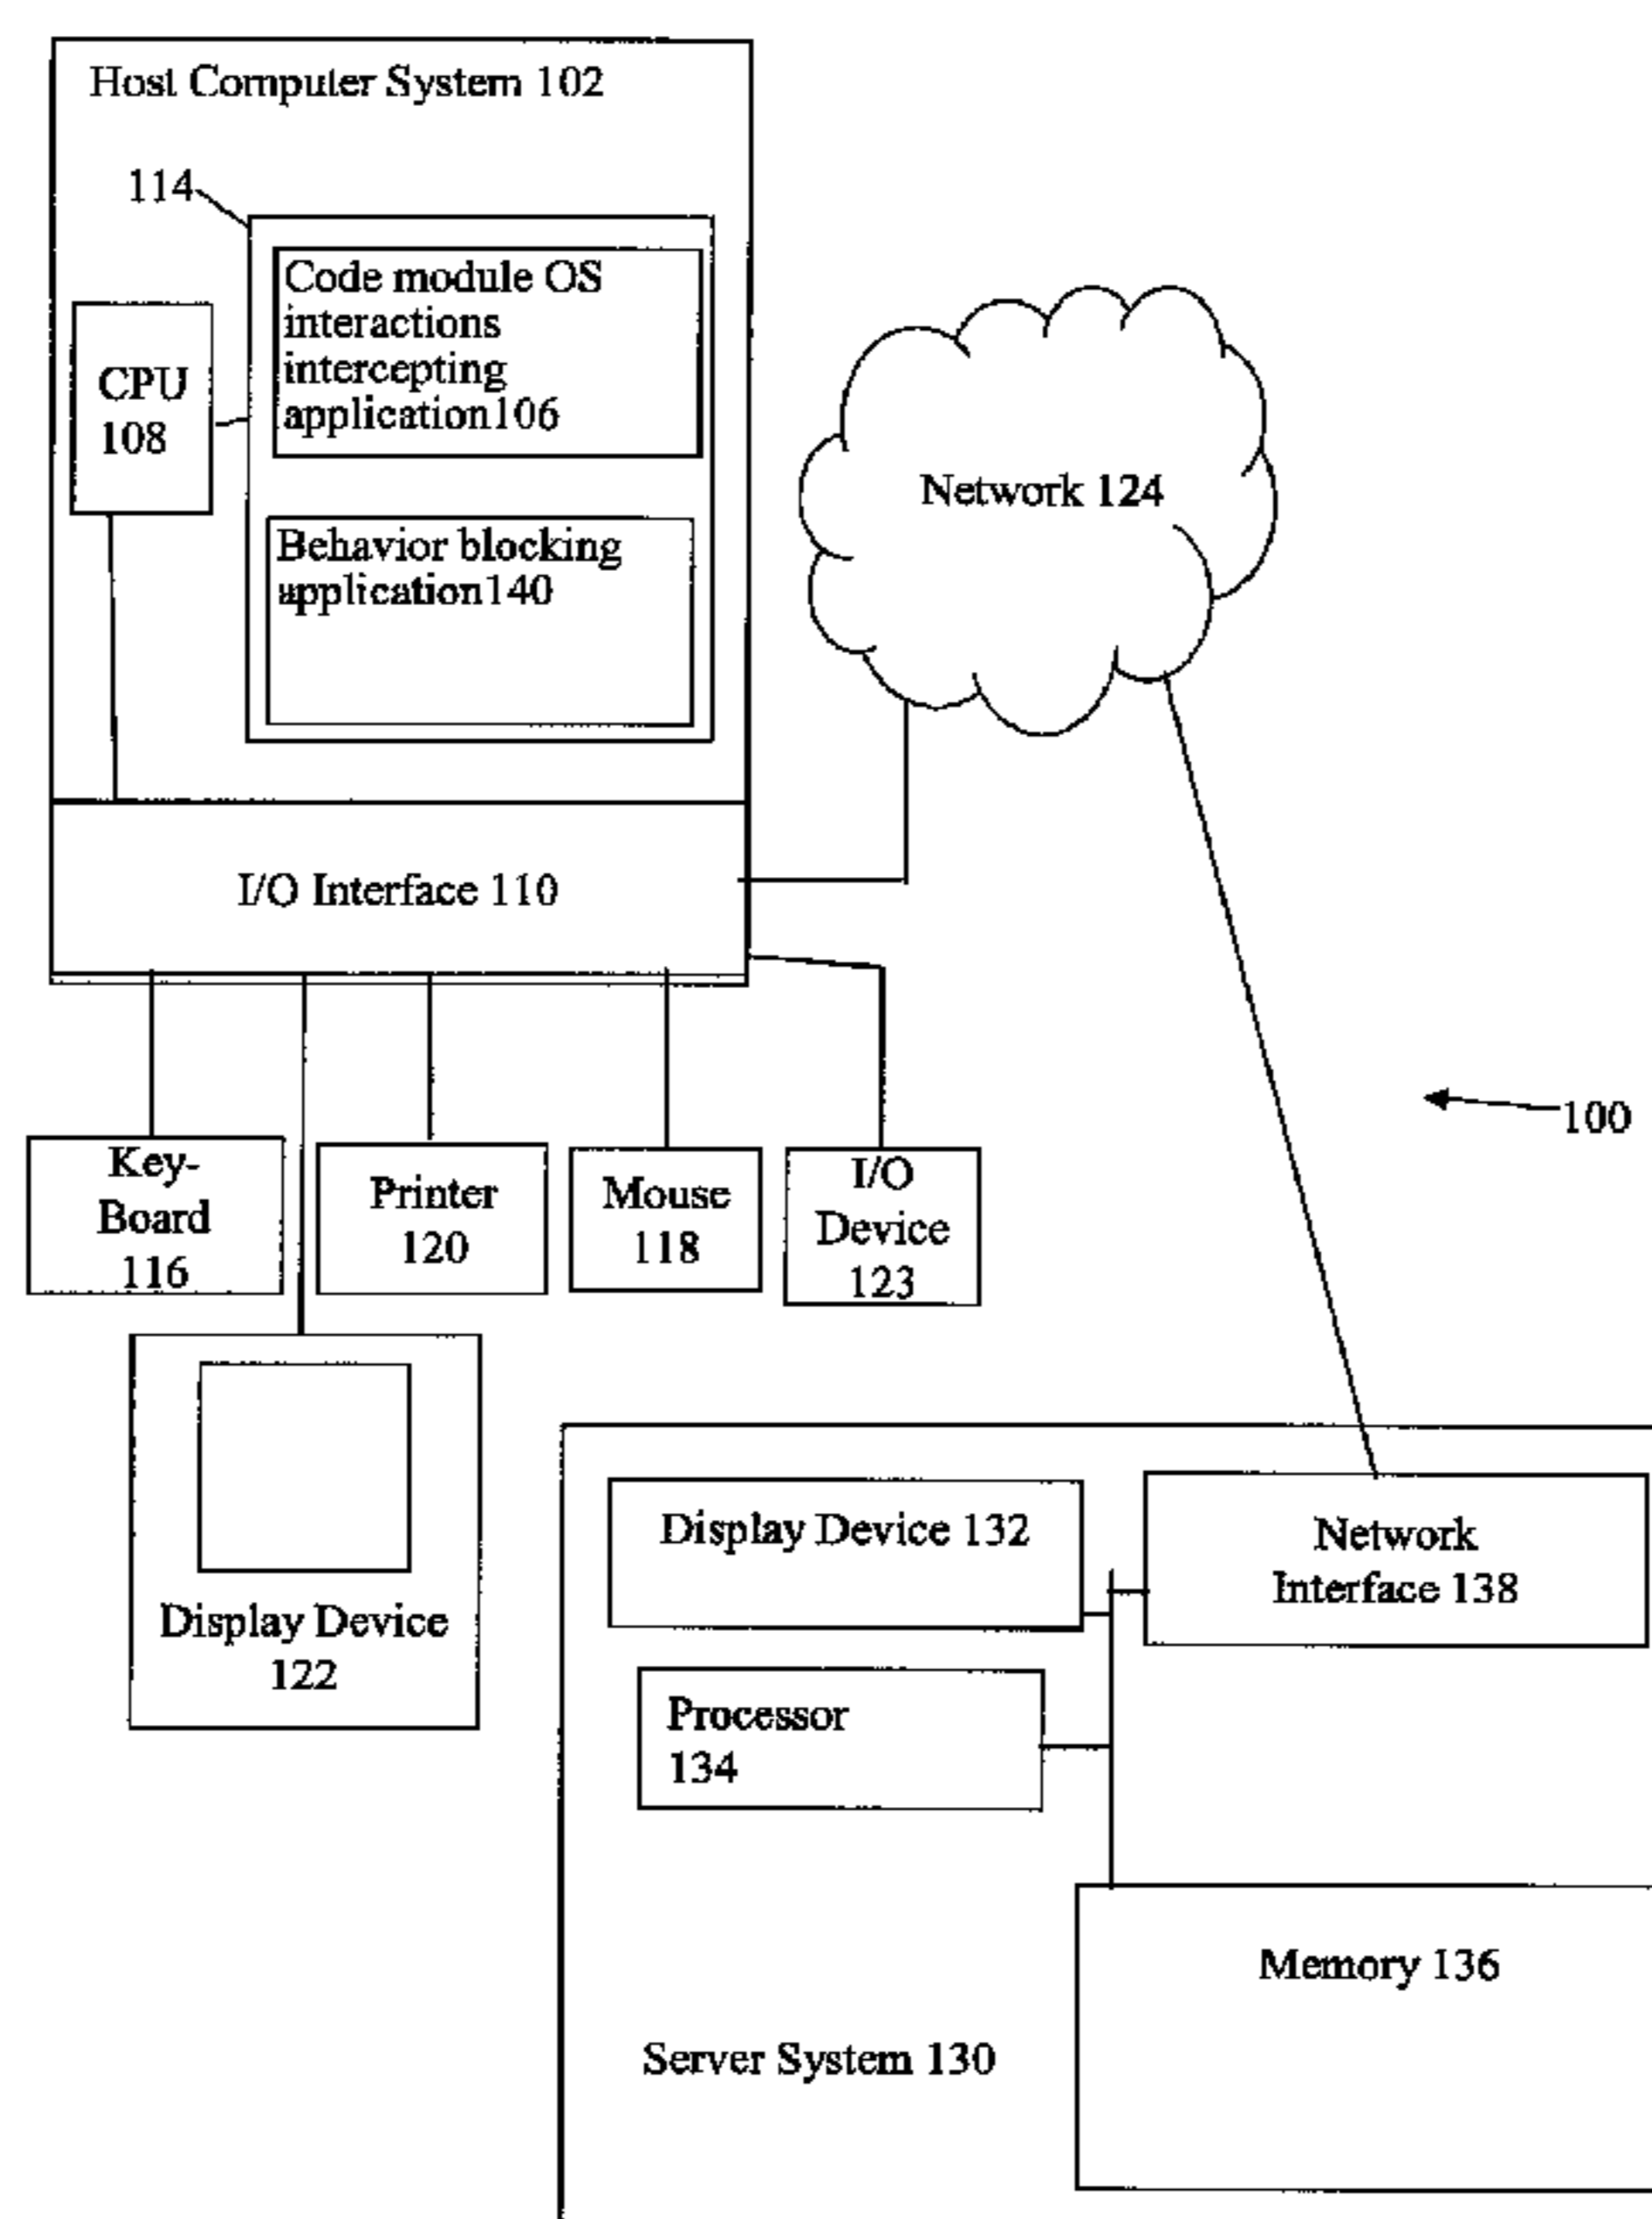 Host Computer System 102
114
Code module OS
interactions
intercepting
application106
CPU
108
Behavior blocking
application140
Network 124
I/O Interface 110
100
Key-
Board
116
Printer
120
Mouse
118
I/O
Device
123
Display Device
122
Display Device 132
Network
Interface 138
Processor
134
Memory 136
Server System 130